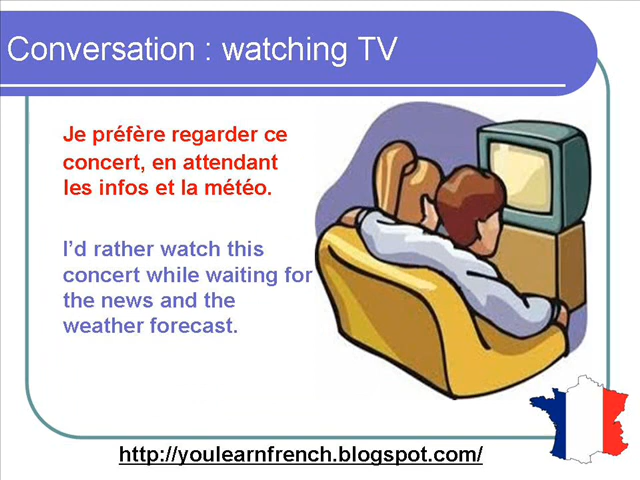 Conversation : watching TV
Je préfère regarder ce
concert, en attendant
les infos et la météo.
I'd rather watch this
concert while waiting for
the news and the
weather forecast.
http://youlearnfrench.blogspot.com/